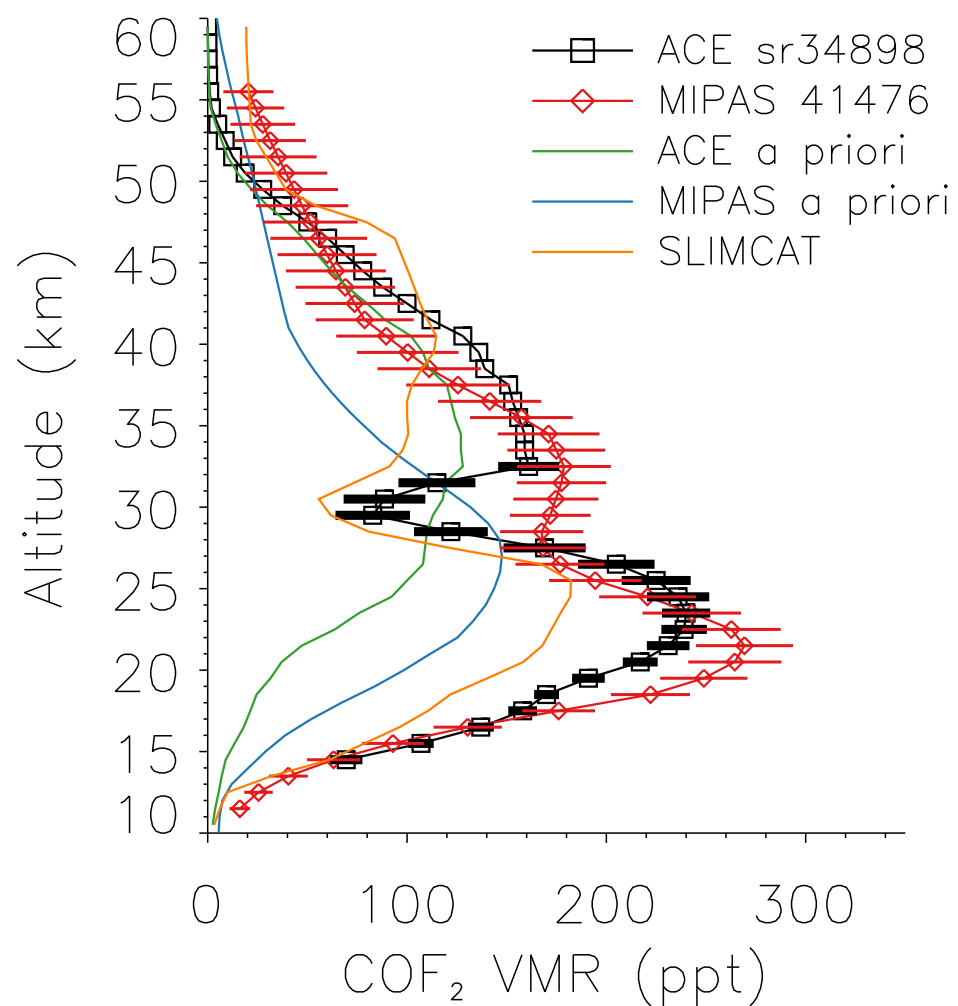 60
55
50
45
40
35
30
25
20
15
10
Altitude (km)
0 100 200 300
COF₂ VMR (ppt)
ACE sr34898
MIPAS 41476
ACE a priori
MIPAS a priori
SLIMCAT